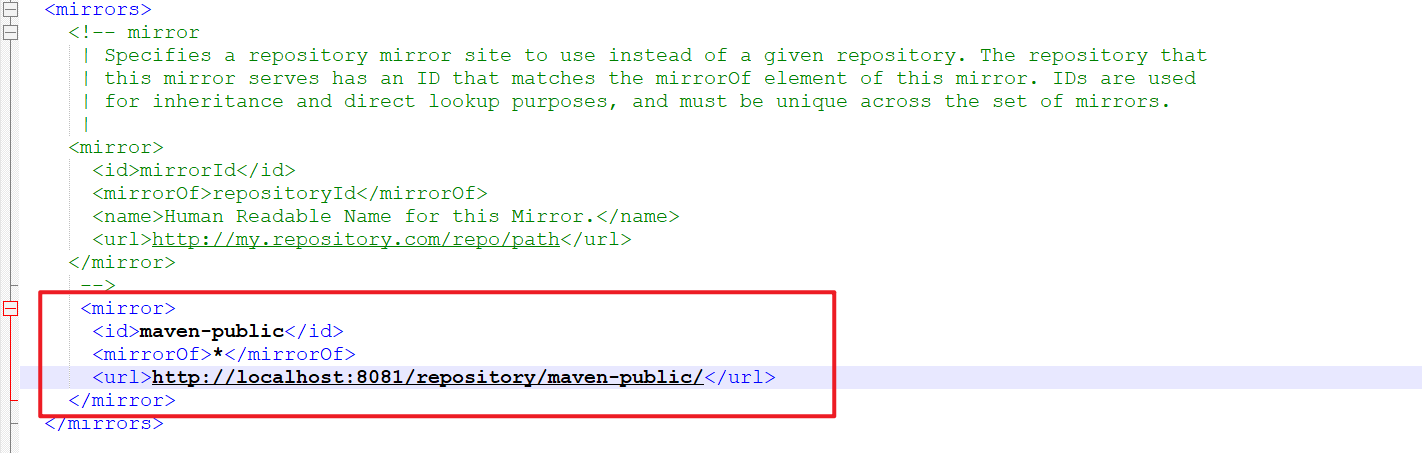 <mirrors>
<!-- mirror
| Specifies a repository mirror site to use instead of a given repository. The repository that
| this mirror serves has an ID that matches the mirrorOf element of this mirror. IDs are used
| for inheritance and direct lookup purposes, and must be unique across the set of mirrors.
|
<mirror>
<id>mirrorId</id>
<mirrorOf>repositoryId</mirrorOf>
<name>Human Readable Name for this Mirror.</name>
<url>http://my.repository.com/repo/path</url>
</mirror>
-->
<mirror>
<id>maven-public</id>
<mirrorOf>*</mirrorOf>
<url>http://localhost:8081/repository/maven-public/</url>
</mirror>
</mirrors>